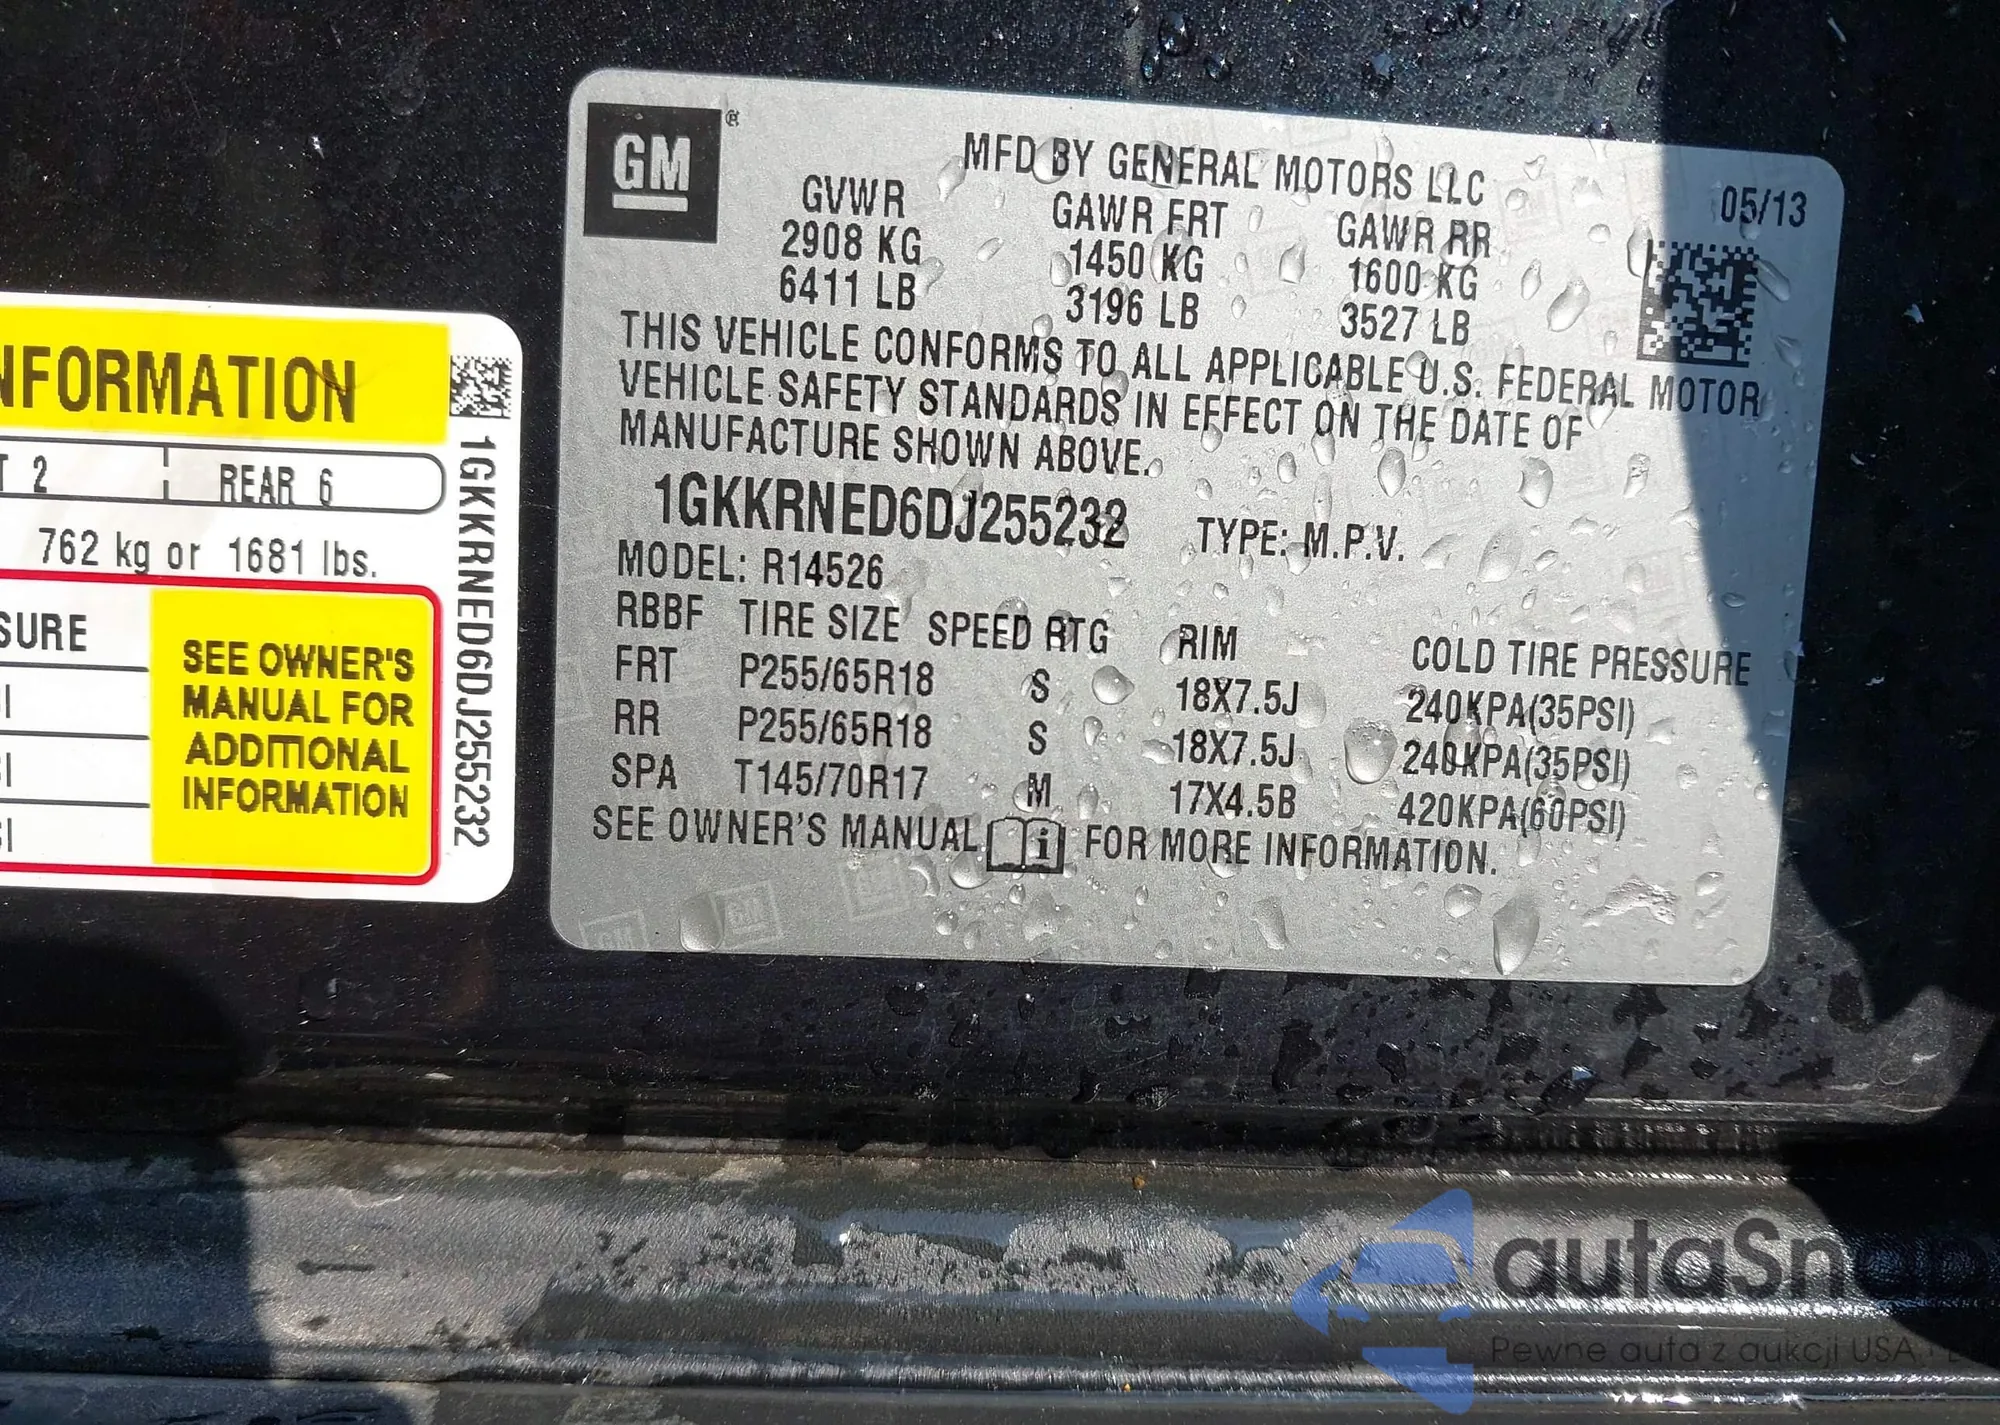 NFORMATION
T 2 REAR 6
762 kg or 1681 lbs.
SURE
SEE OWNER'S
MANUAL FOR
ADDITIONAL
INFORMATION
1GKKRNED6DJ255232
GM ®
MFD BY GENERAL MOTORS LLC 05/13
GVWR GAWR FRT GAWR RR
2908 KG 1450 KG 1600 KG
6411 LB 3196 LB 3527 LB
THIS VEHICLE CONFORMS TO ALL APPLICABLE U.S. FEDERAL MOTOR
VEHICLE SAFETY STANDARDS IN EFFECT ON THE DATE OF
MANUFACTURE SHOWN ABOVE.
1GKKRNED6DJ255232 TYPE: M.P.V.
MODEL: R14526
RBBF TIRE SIZE SPEED RTG RIM COLD TIRE PRESSURE
FRT P255/65R18 S 18X7.5J 240KPA(35PSI)
RR P255/65R18 S 18X7.5J 240KPA(35PSI)
SPA T145/70R17 M 17X4.5B 420KPA(60PSI)
SEE OWNER'S MANUAL FOR MORE INFORMATION.
autaSnap
Pewne auta z aukcji USA